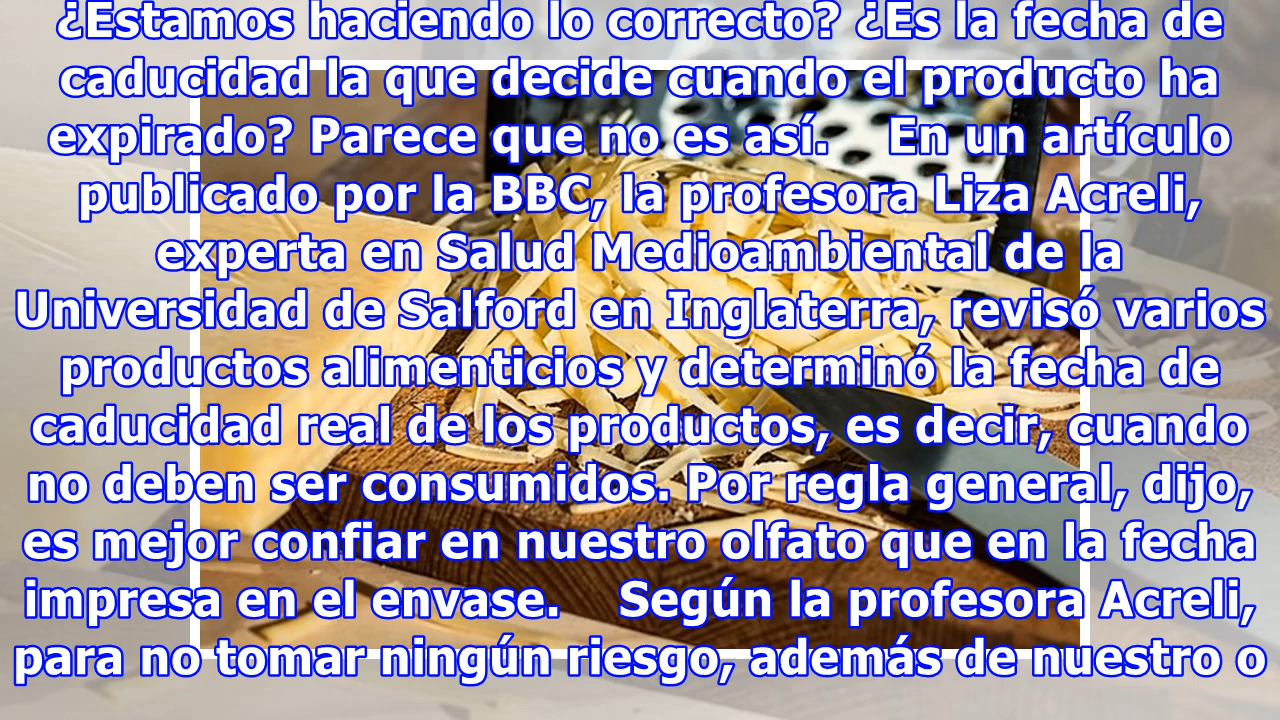 ¿Estamos haciendo lo correcto? ¿Es la fecha de
caducidad la que decide cuando el producto ha
expirado? Parece que no es así.    En un artículo
publicado por la BBC, la profesora Liza Acreli,
experta en Salud Medioambiental de la
Universidad de Salford en Inglaterra, revisó varios
productos alimenticios y determinó la fecha de
caducidad real de los productos, es decir, cuando
no deben ser consumidos. Por regla general, dijo,
es mejor confiar en nuestro olfato que en la fecha
impresa en el envase.    Según la profesora Acreli,
para no tomar ningún riesgo, además de nuestro o